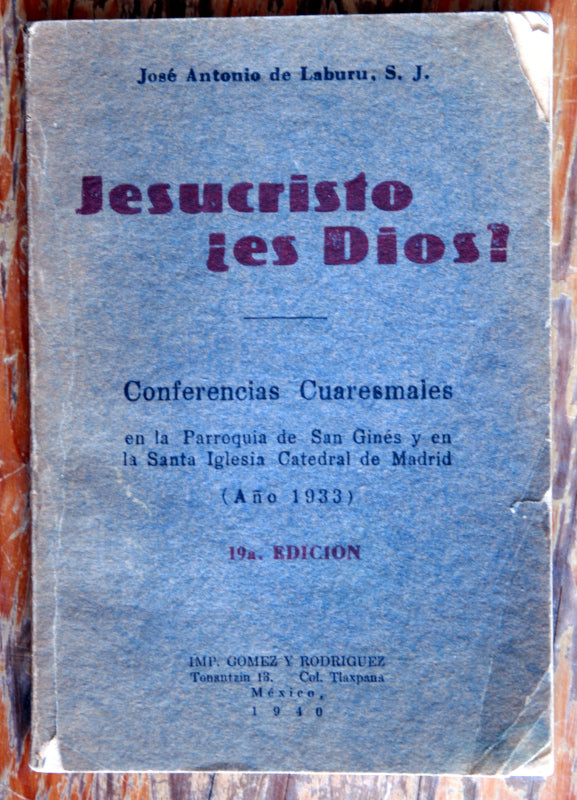 José Antonio de Laburu, S. J.
Jesucristo
¿es Dios?
Conferencias Cuaresmales
en la Parroquia de San Ginés y en
la Santa Iglesia Catedral de Madrid
(Año 1933)
19a. EDICION
IMP. GOMEZ Y RODRIGUEZ
Tonantzin 18. Col. Tlaxpana
México,
1940